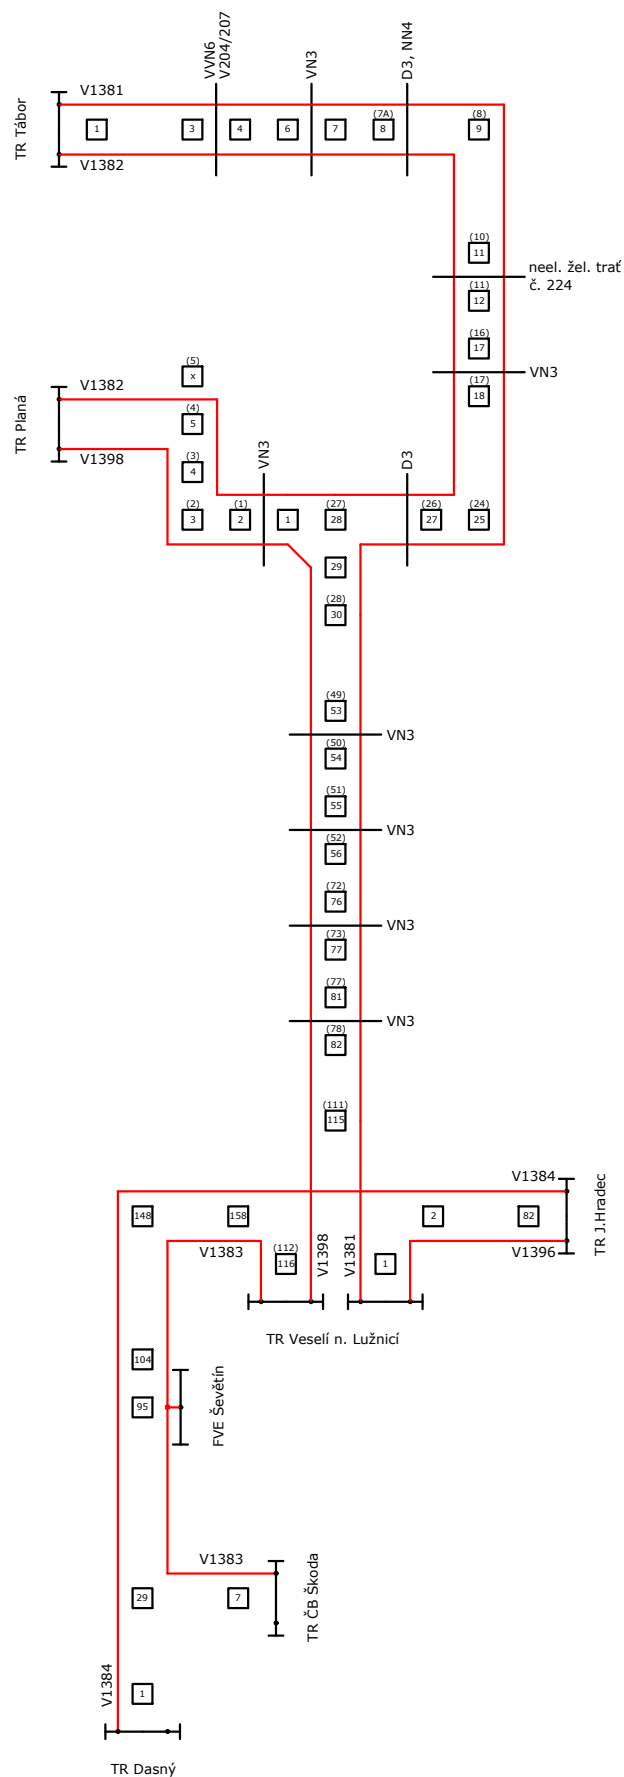 VVN6
V204/207
VN3
D3, NN4
TR Tábor
V1381
1
3
4
6
7
(7A)
8
(8)
9
V1382
(10)
11
neel. žel. trať
č. 224
(11)
12
(16)
17
VN3
(17)
18
TR Planá
V1382
(5)
x
(4)
5
V1398
(3)
4
VN3
D3
(2)
3
(1)
2
1
(27)
28
(26)
27
(24)
25
29
(28)
30
(49)
53
VN3
(50)
54
(51)
55
VN3
(52)
56
(72)
76
VN3
(73)
77
(77)
81
VN3
(78)
82
(111)
115
V1384
TR J.Hradec
148
158
2
82
V1383
V1396
(112)
116
V1398
V1381
1
TR Veselí n. Lužnicí
104
95
FVE Ševětín
V1383
29
7
TR ČB Škoda
V1384
1
TR Dasný